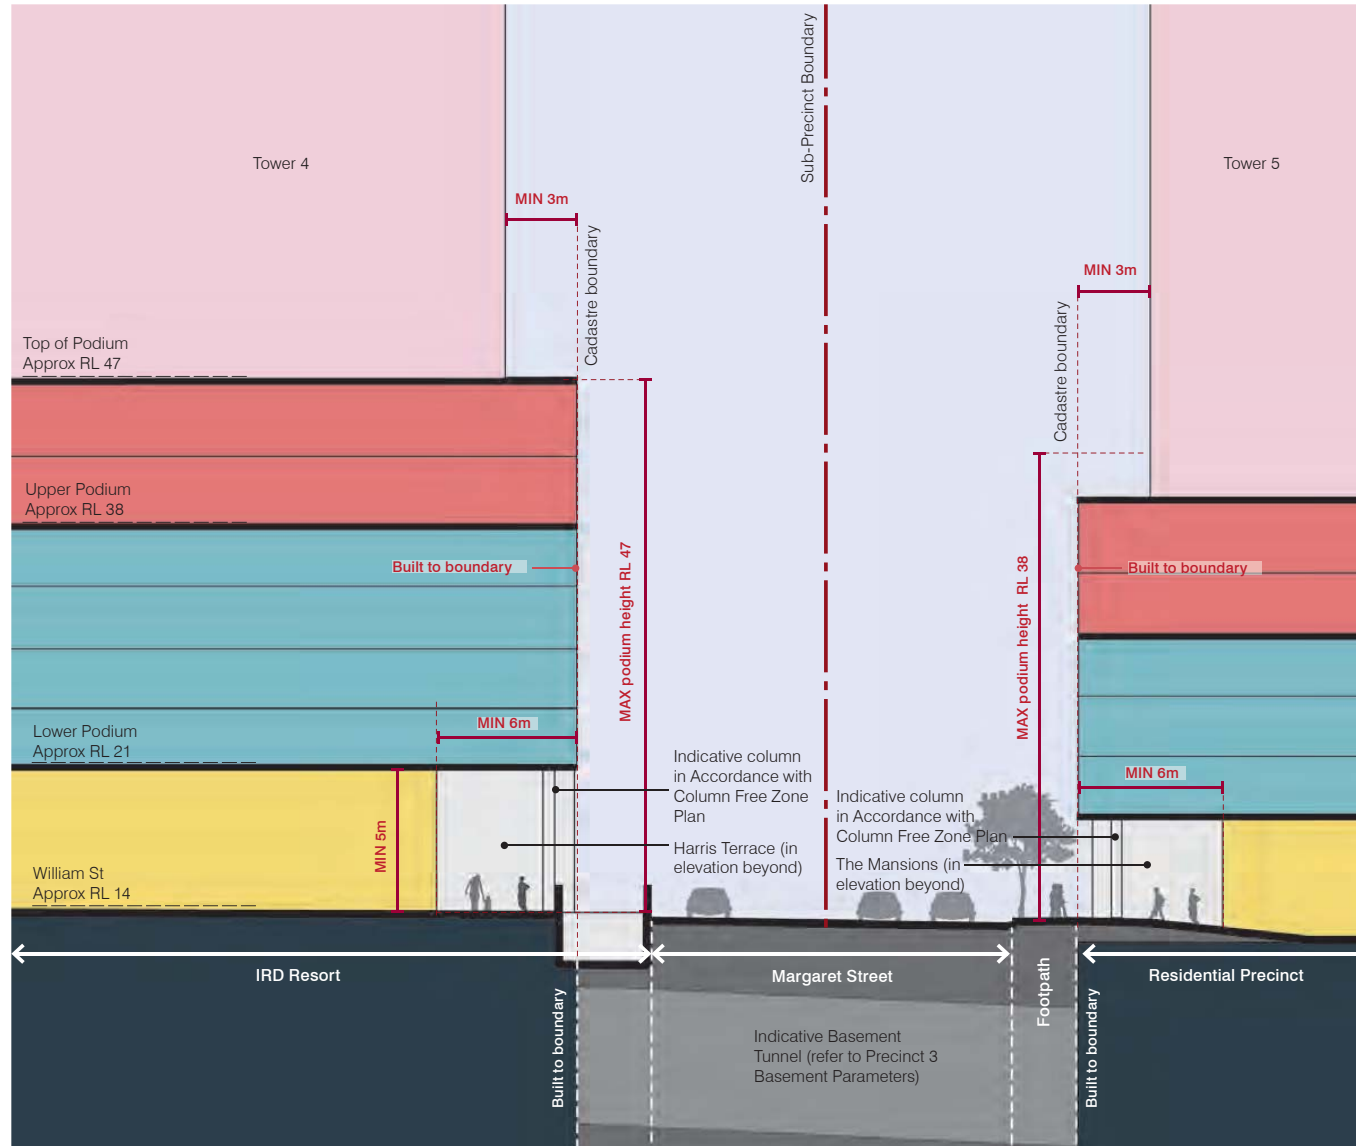 Sub-Precinct Boundary
Tower 4
Tower 5
MIN 3m
Cadastre boundary
MIN 3m
Cadastre boundary
Top of Podium
Approx RL 47
Upper Podium
Approx RL 38
Built to boundary
MAX podium height RL 47
MAX podium height RL 38
Built to boundary
Lower Podium
Approx RL 21
MIN 6m
MIN 5m
Indicative column
in Accordance with
Column Free Zone
Plan
Harris Terrace (in
elevation beyond)
Indicative column
in Accordance with
Column Free Zone Plan
The Mansions (in
elevation beyond)
MIN 6m
William St
Approx RL 14
IRD Resort
Margaret Street
Footpath
Residential Precinct
Built to boundary
Indicative Basement
Tunnel (refer to Precinct 3
Basement Parameters)
Built to boundary